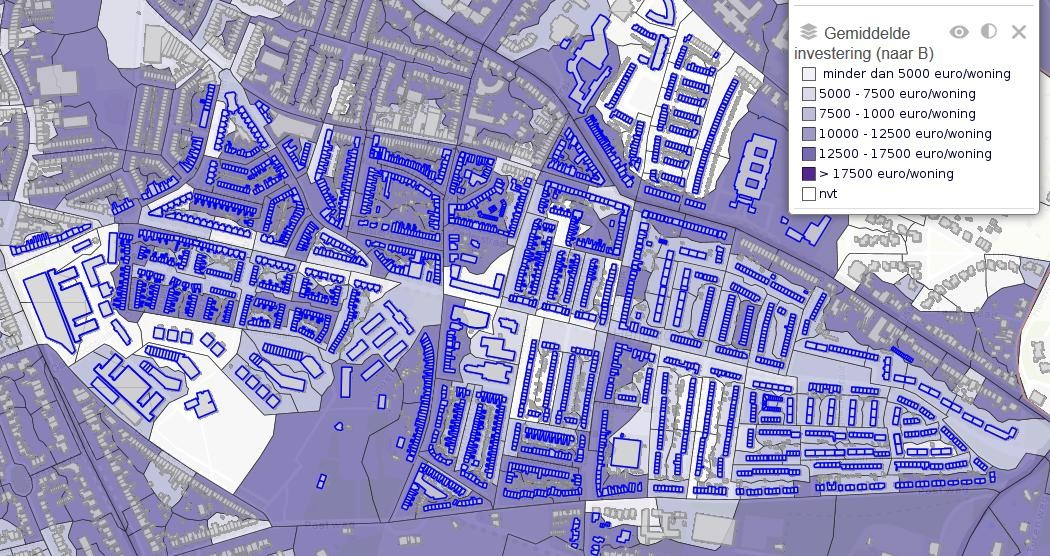 Gemiddelde
investering (naar B)
minder dan 5000 euro/woning
5000 - 7500 euro/woning
7500 - 1000 euro/woning
10000 - 12500 euro/woning
12500 - 17500 euro/woning
> 17500 euro/woning
nvt